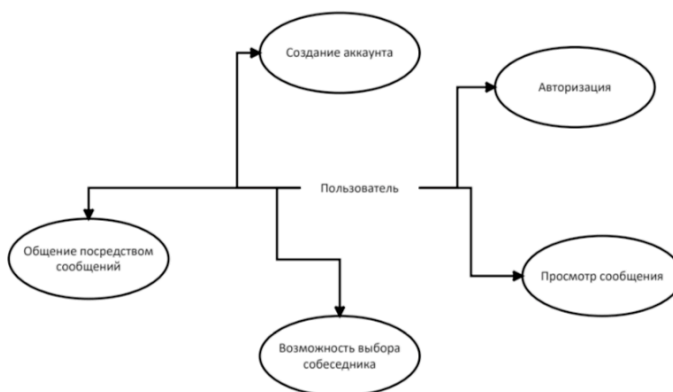 Создание аккаунта
Авторизация
Пользователь
Общение посредством
сообщений
Просмотр сообщения
Возможность выбора
собеседника